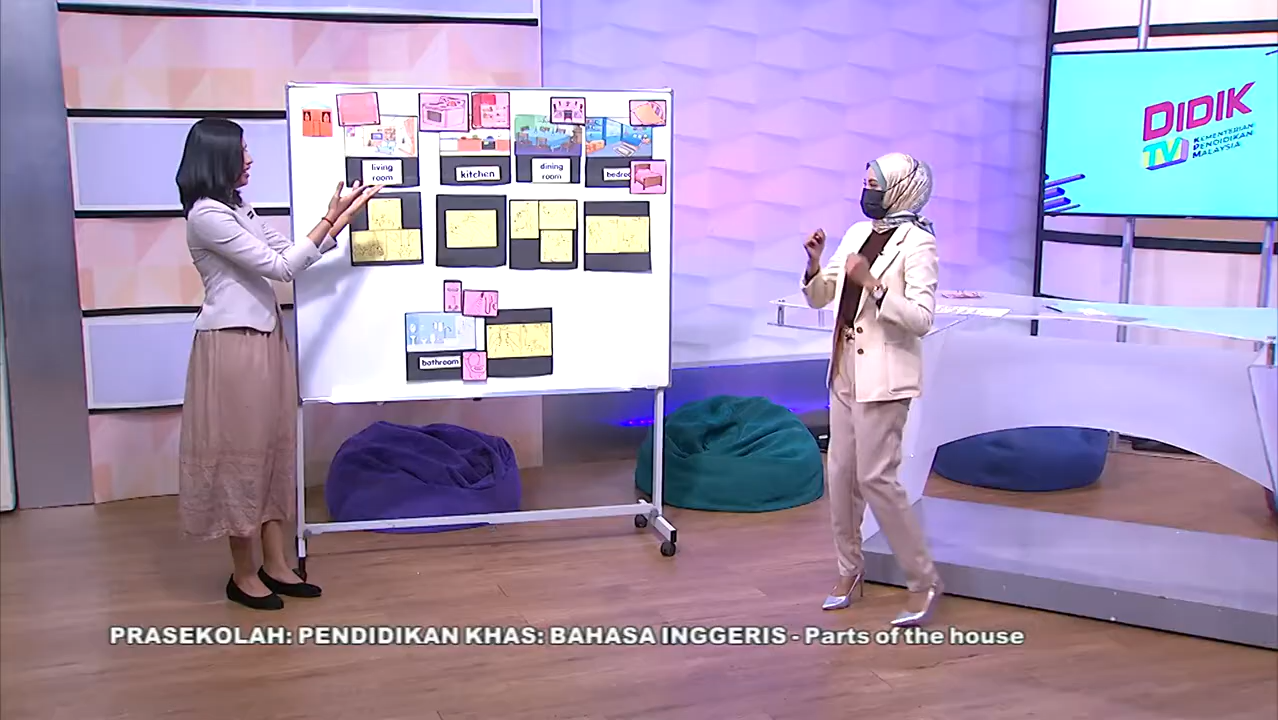 living
room
kitchen
dining
room
bedroo
bathroom
DIDIK
TV
KEMENTERIAN
PENDIDIKAN
MALAYSIA
PRASEKOLAH: PENDIDIKAN KHAS: BAHASA INGGERIS - Parts of the house